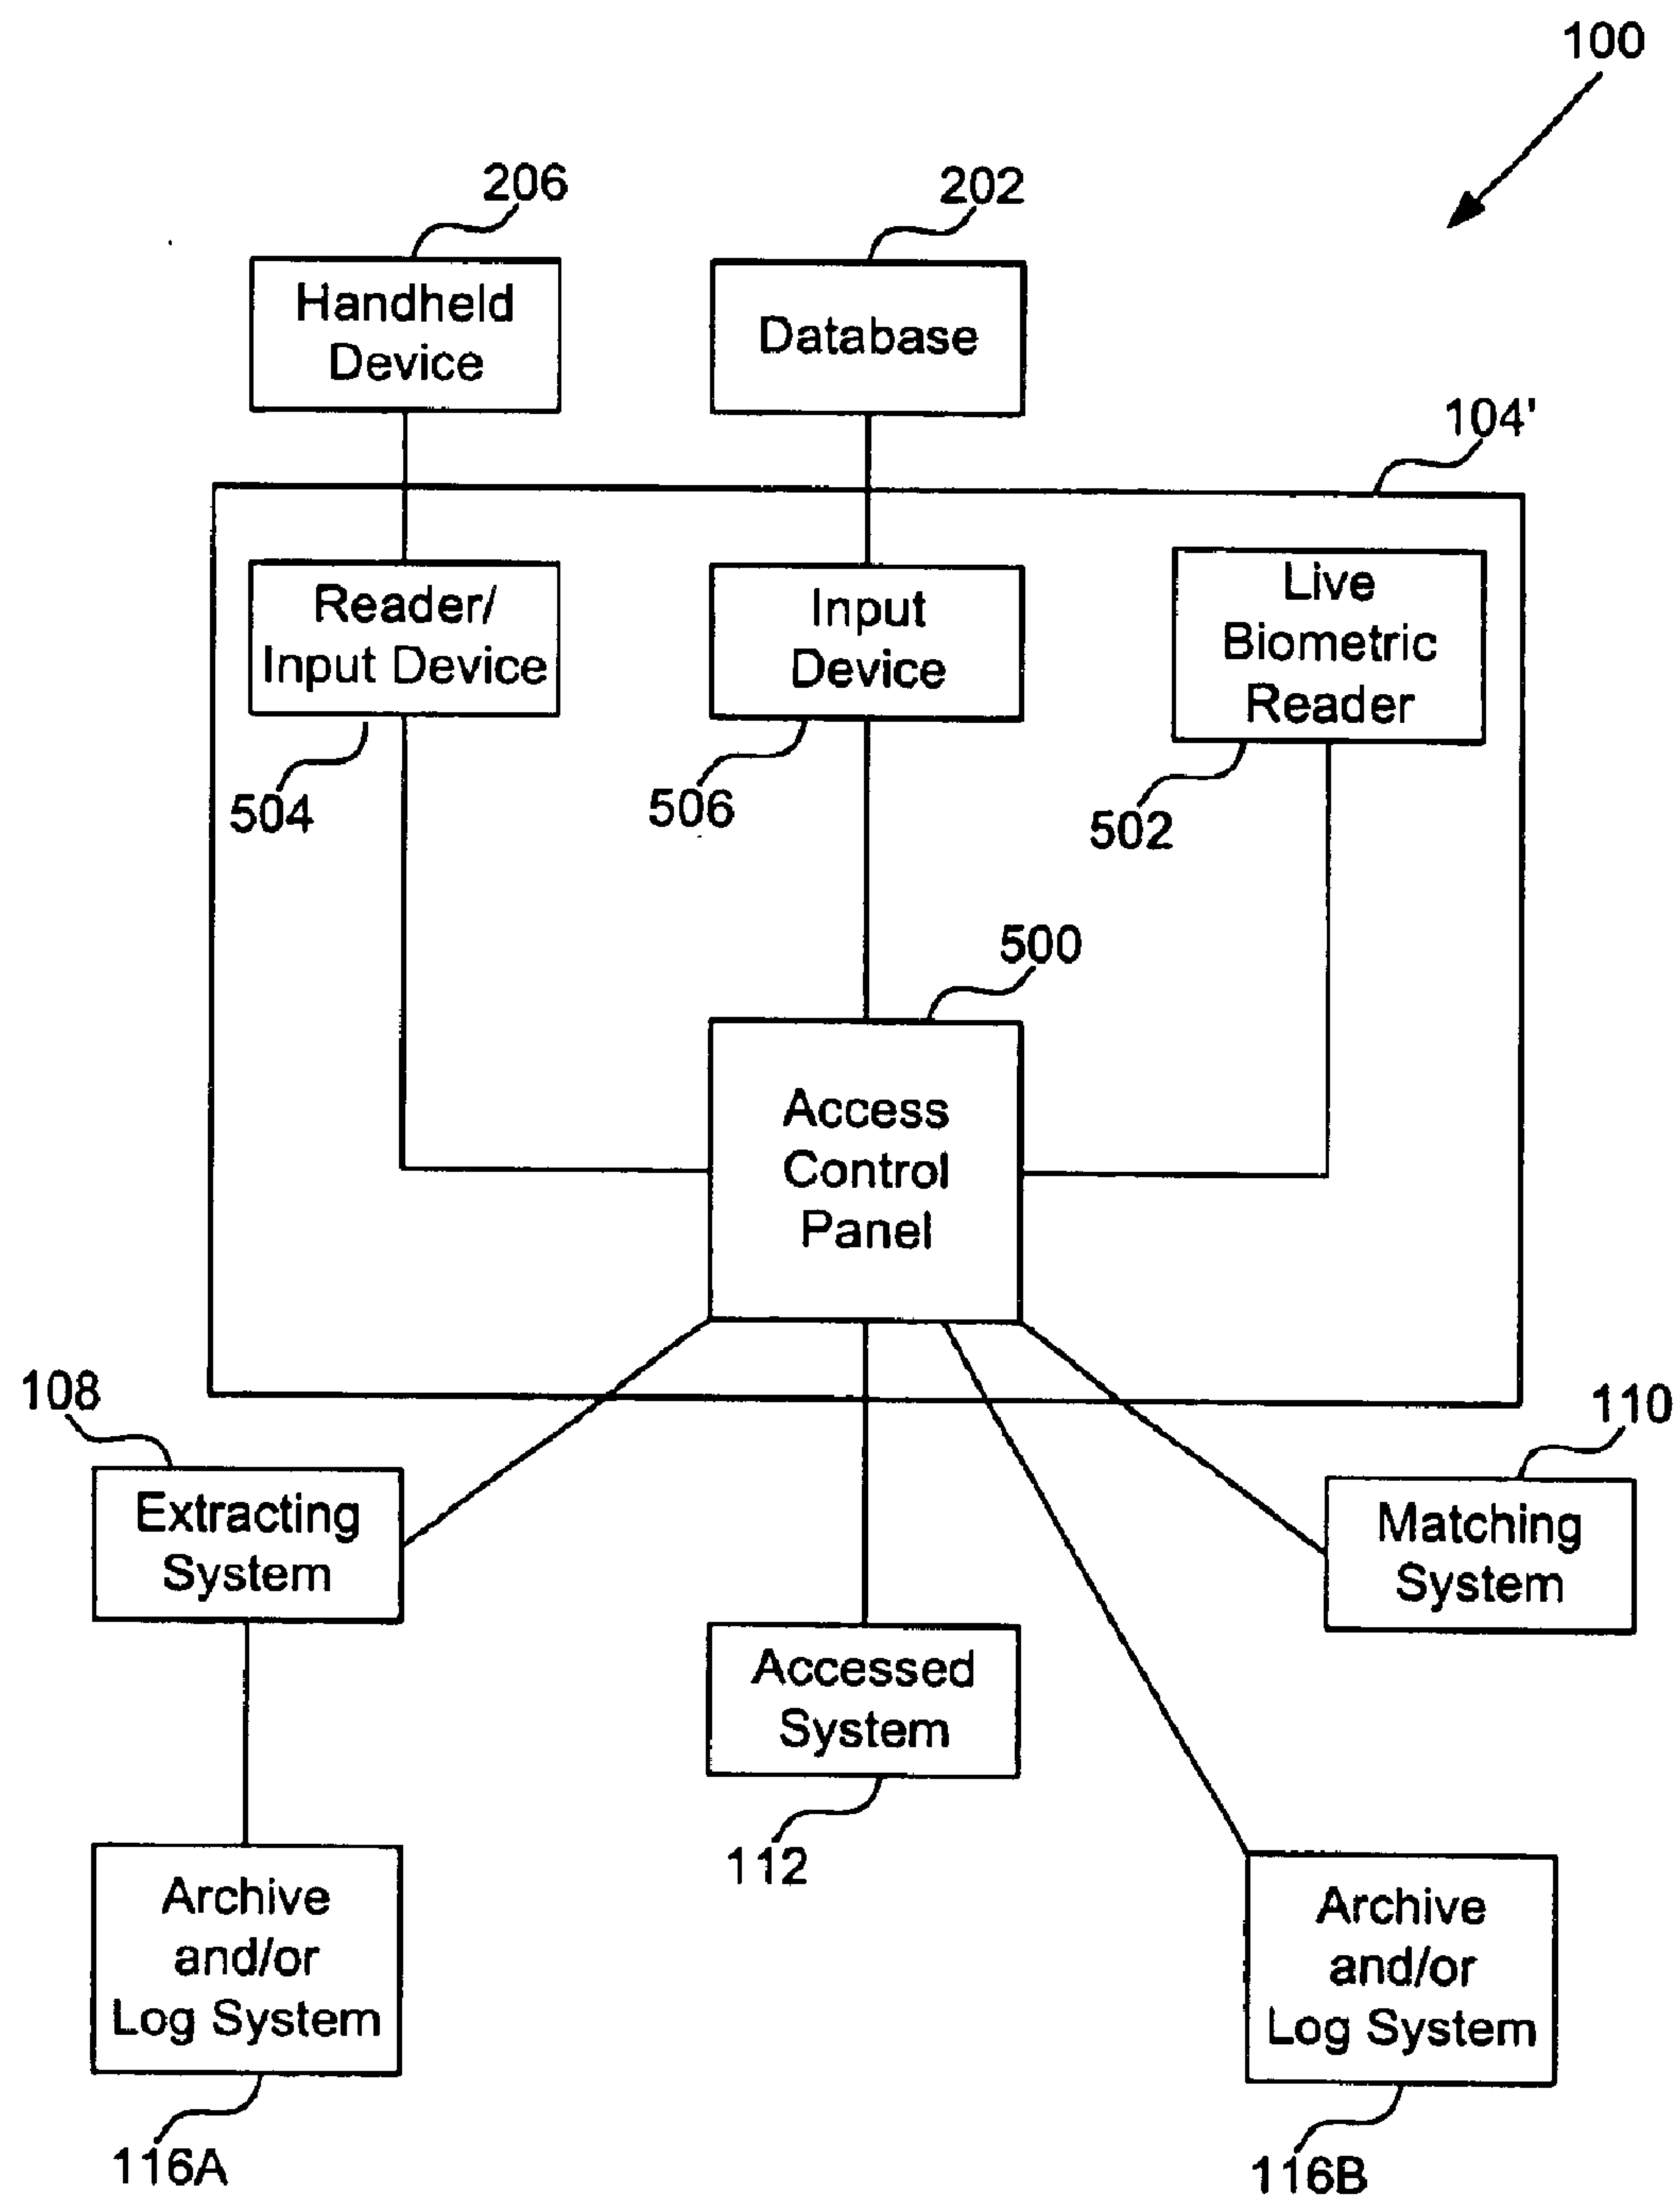 100
206
202
Handheld
Device
Database
104'
Reader/
Input Device
Input
Device
Live
Biometric
Reader
504
506
502
500
Access
Control
Panel
108
110
Extracting
System
Matching
System
Accessed
System
112
Archive
and/or
Log System
Archive
and/or
Log System
116A
116B